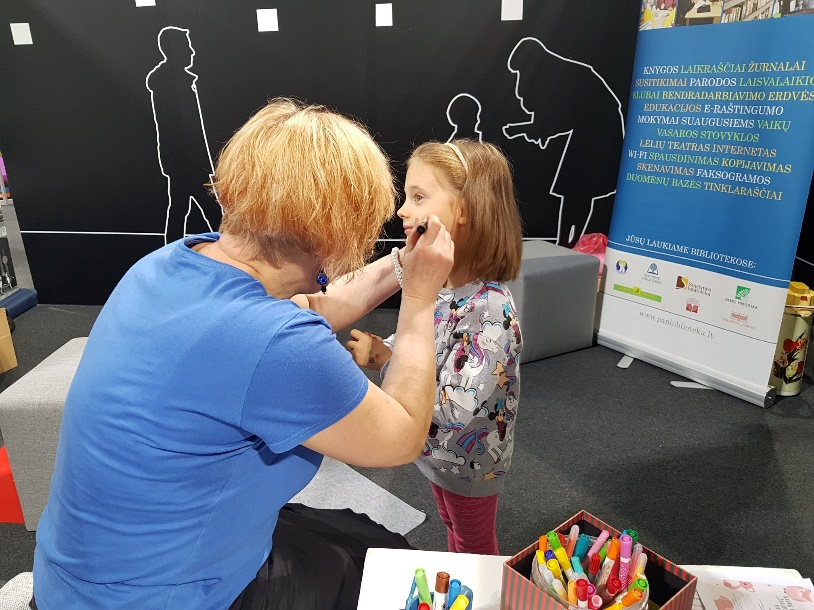 KNYGOS LAIKRAŠČIAI ŽURNALAI
SUSITIKIMAI PARODOS LAISVALAIKIO
KLUBAI BENDRADARBIAVIMO ERDVĖS
EDUKACIJOS E-RAŠTINGUMO
MOKYMAI SUAUGUSIEMS VAIKŲ
VASAROS STOVYKLOS
LĖLIŲ TEATRAS INTERNETAS
WI-FI SPAUSDINIMAS KOPIJAVIMAS
SKENAVIMAS FAKSOGRAMOS
DUOMENŲ BAZĖS TINKLARAŠČIAI
JŪSŲ LAUKIAME BIBLIOTEKOSE:
www.panbiblioteka.lt